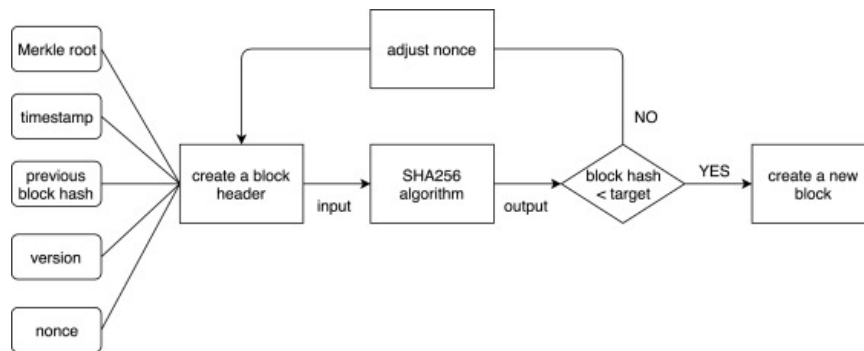 Merkle root
timestamp
previous
block hash
version
nonce
adjust nonce
create a block
header
input
SHA256
algorithm
output
block hash
< target
NO
YES
create a new
block